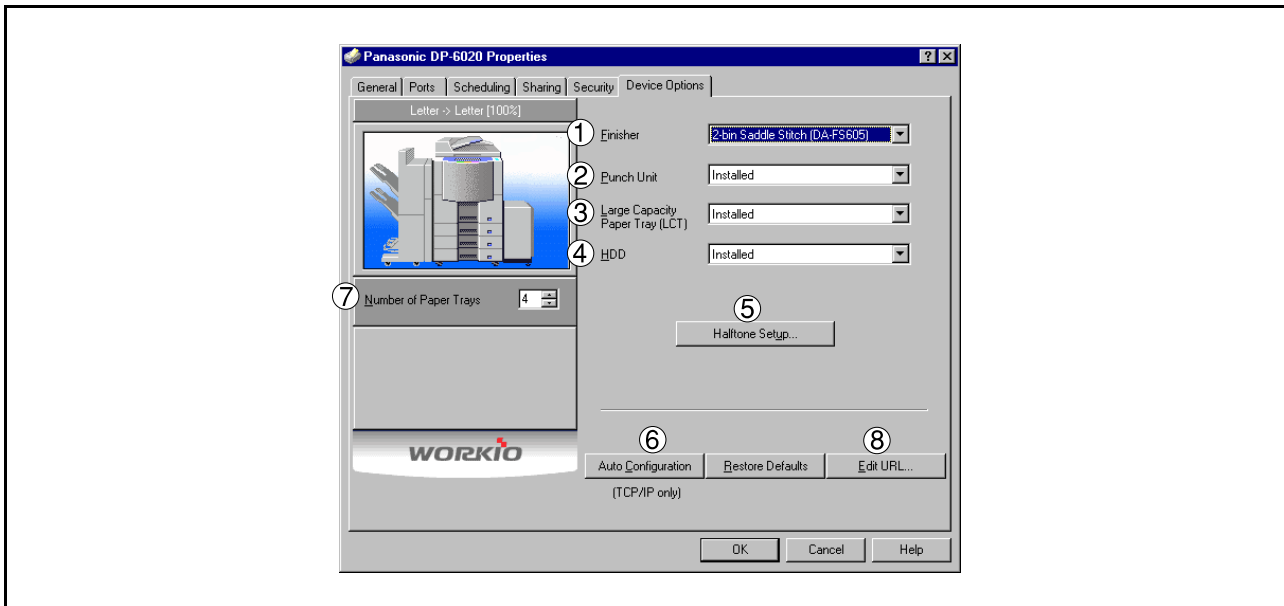 Panasonic DP-6020 Properties
General Ports Scheduling Sharing Security Device Options
Letter -> Letter [100%]
① Finisher 2-bin Saddle Stitch (DA-FS605)
② Punch Unit Installed
③ Large Capacity Installed
Paper Tray (LCT)
④ HDD Installed
⑦ Number of Paper Trays 4
⑤
Halftone Setup...
WORKiO
⑥ ⑧
Auto Configuration Restore Defaults Edit URL...
(TCP/IP only)
OK Cancel Help